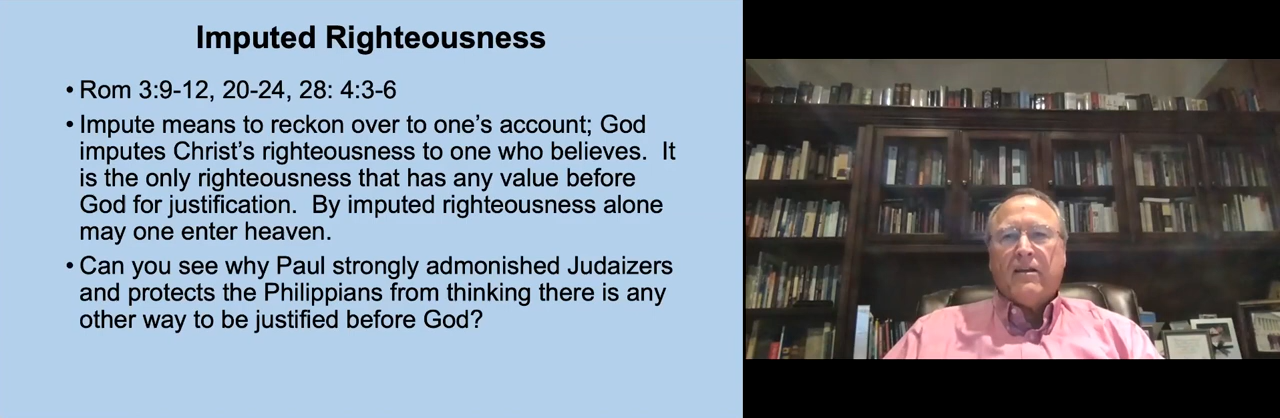 Imputed Righteousness
• Rom 3:9-12, 20-24, 28: 4:3-6
• Impute means to reckon over to one's account; God
imputes Christ's righteousness to one who believes.  It
is the only righteousness that has any value before
God for justification.  By imputed righteousness alone
may one enter heaven.
• Can you see why Paul strongly admonished Judaizers
and protects the Philippians from thinking there is any
other way to be justified before God?